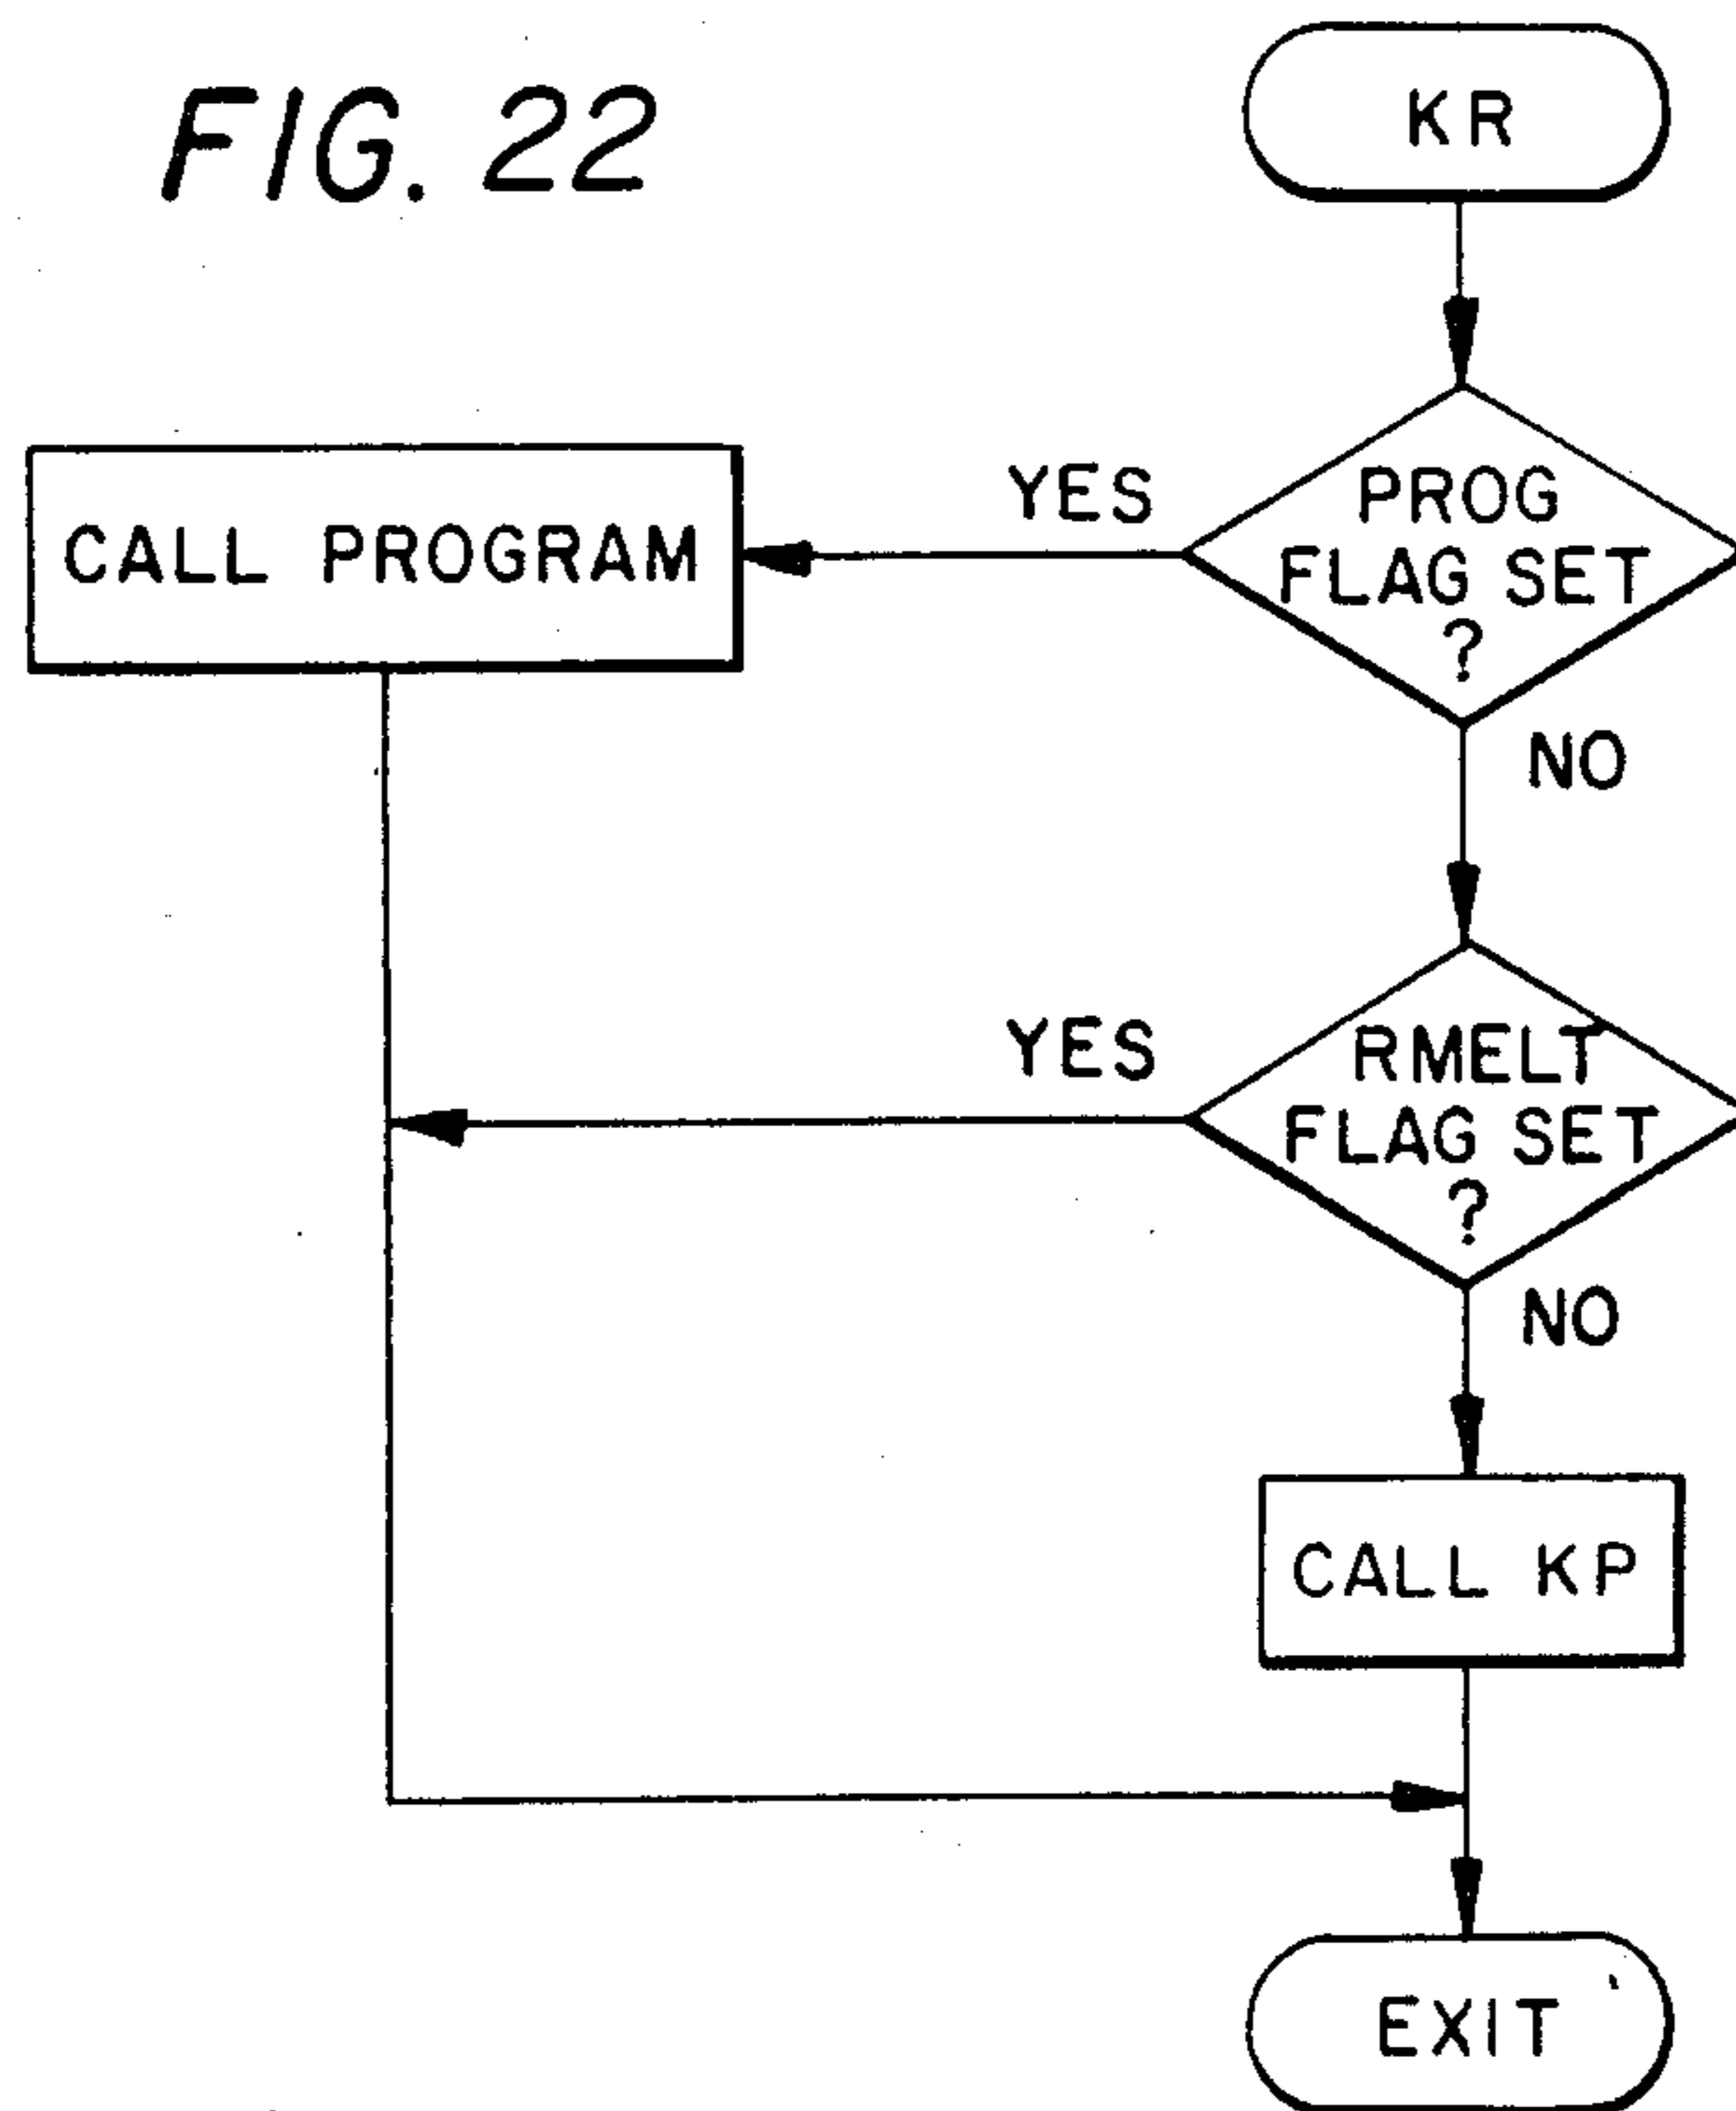 FIG. 22
KR
PROG
FLAG SET
?
YES
CALL PROGRAM
NO
RMELT
FLAG SET
?
YES
NO
CALL KP
EXIT